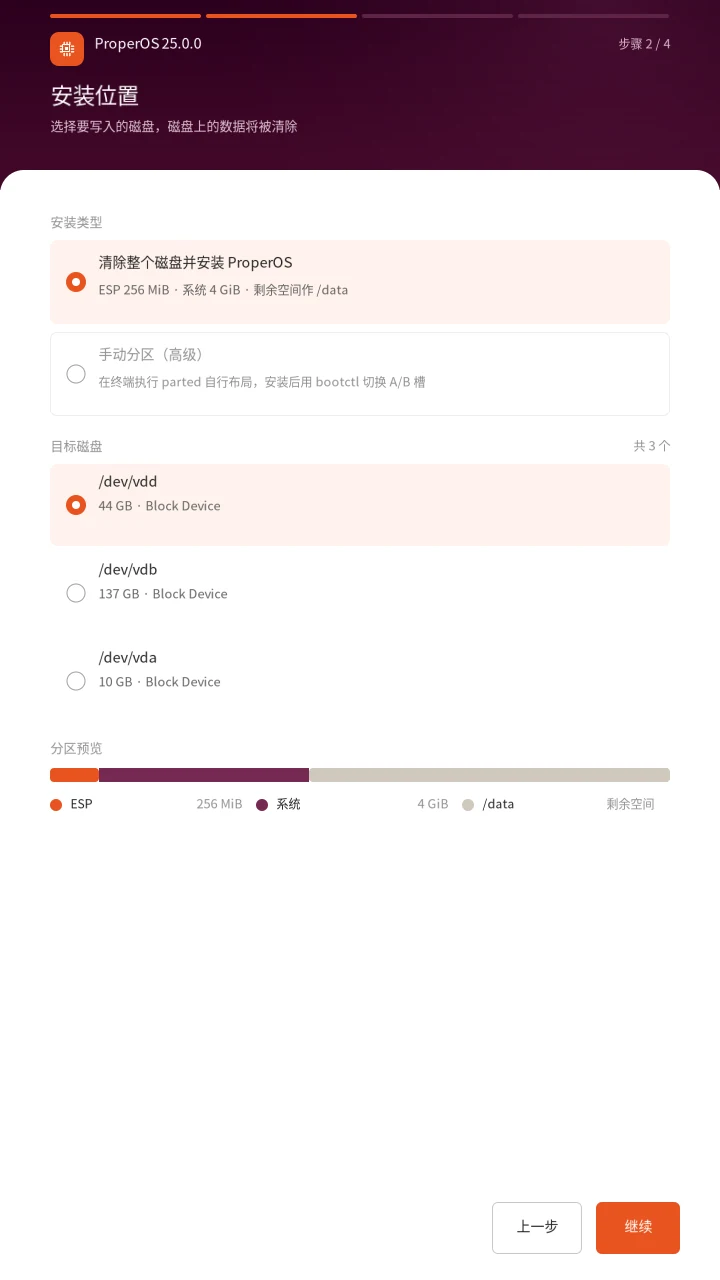 ProperOS 25.0.0
步骤 2 / 4
安装位置
选择要写入的磁盘，磁盘上的数据将被清除
安装类型
清除整个磁盘并安装 ProperOS
ESP 256 MiB · 系统 4 GiB · 剩余空间作 /data
手动分区（高级）
在终端执行 parted 自行布局，安装后用 bootctl 切换 A/B 槽
目标磁盘
共 3 个
/dev/vdd
44 GB · Block Device
/dev/vdb
137 GB · Block Device
/dev/vda
10 GB · Block Device
分区预览
ESP 256 MiB 系统 4 GiB /data 剩余空间
上一步 继续